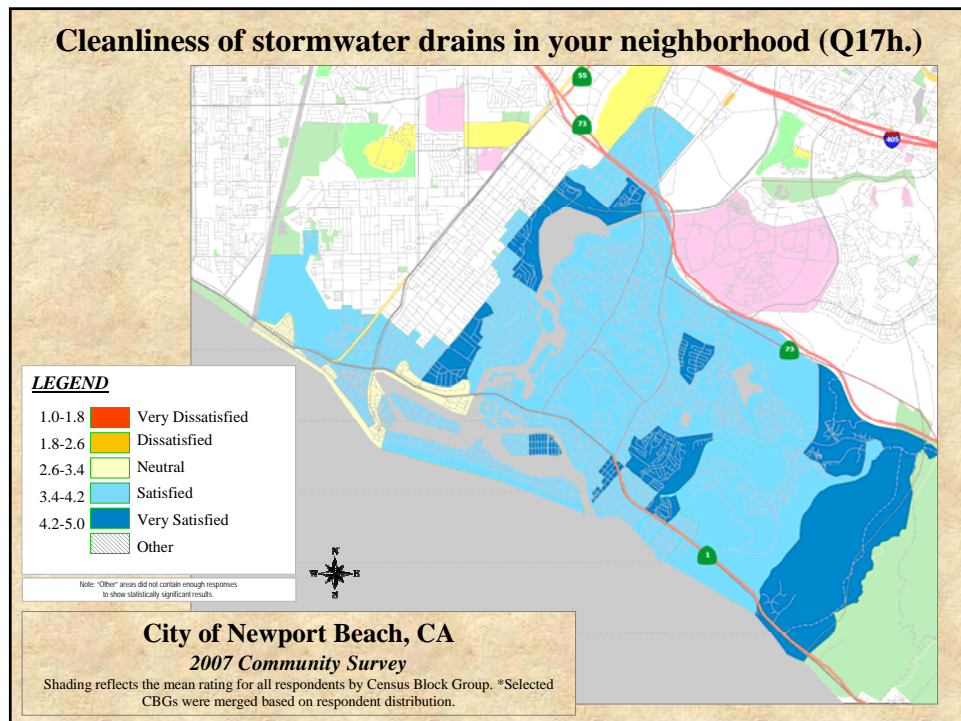 Cleanliness of stormwater drains in your neighborhood (Q17h.)
55
73
405
73
1
LEGEND
1.0-1.8 Very Dissatisfied
1.8-2.6 Dissatisfied
2.6-3.4 Neutral
3.4-4.2 Satisfied
4.2-5.0 Very Satisfied
Other
Note: "Other" areas did not contain enough responses
to show statistically significant results.
N
W E
S
City of Newport Beach, CA
2007 Community Survey
Shading reflects the mean rating for all respondents by Census Block Group. *Selected
CBGs were merged based on respondent distribution.